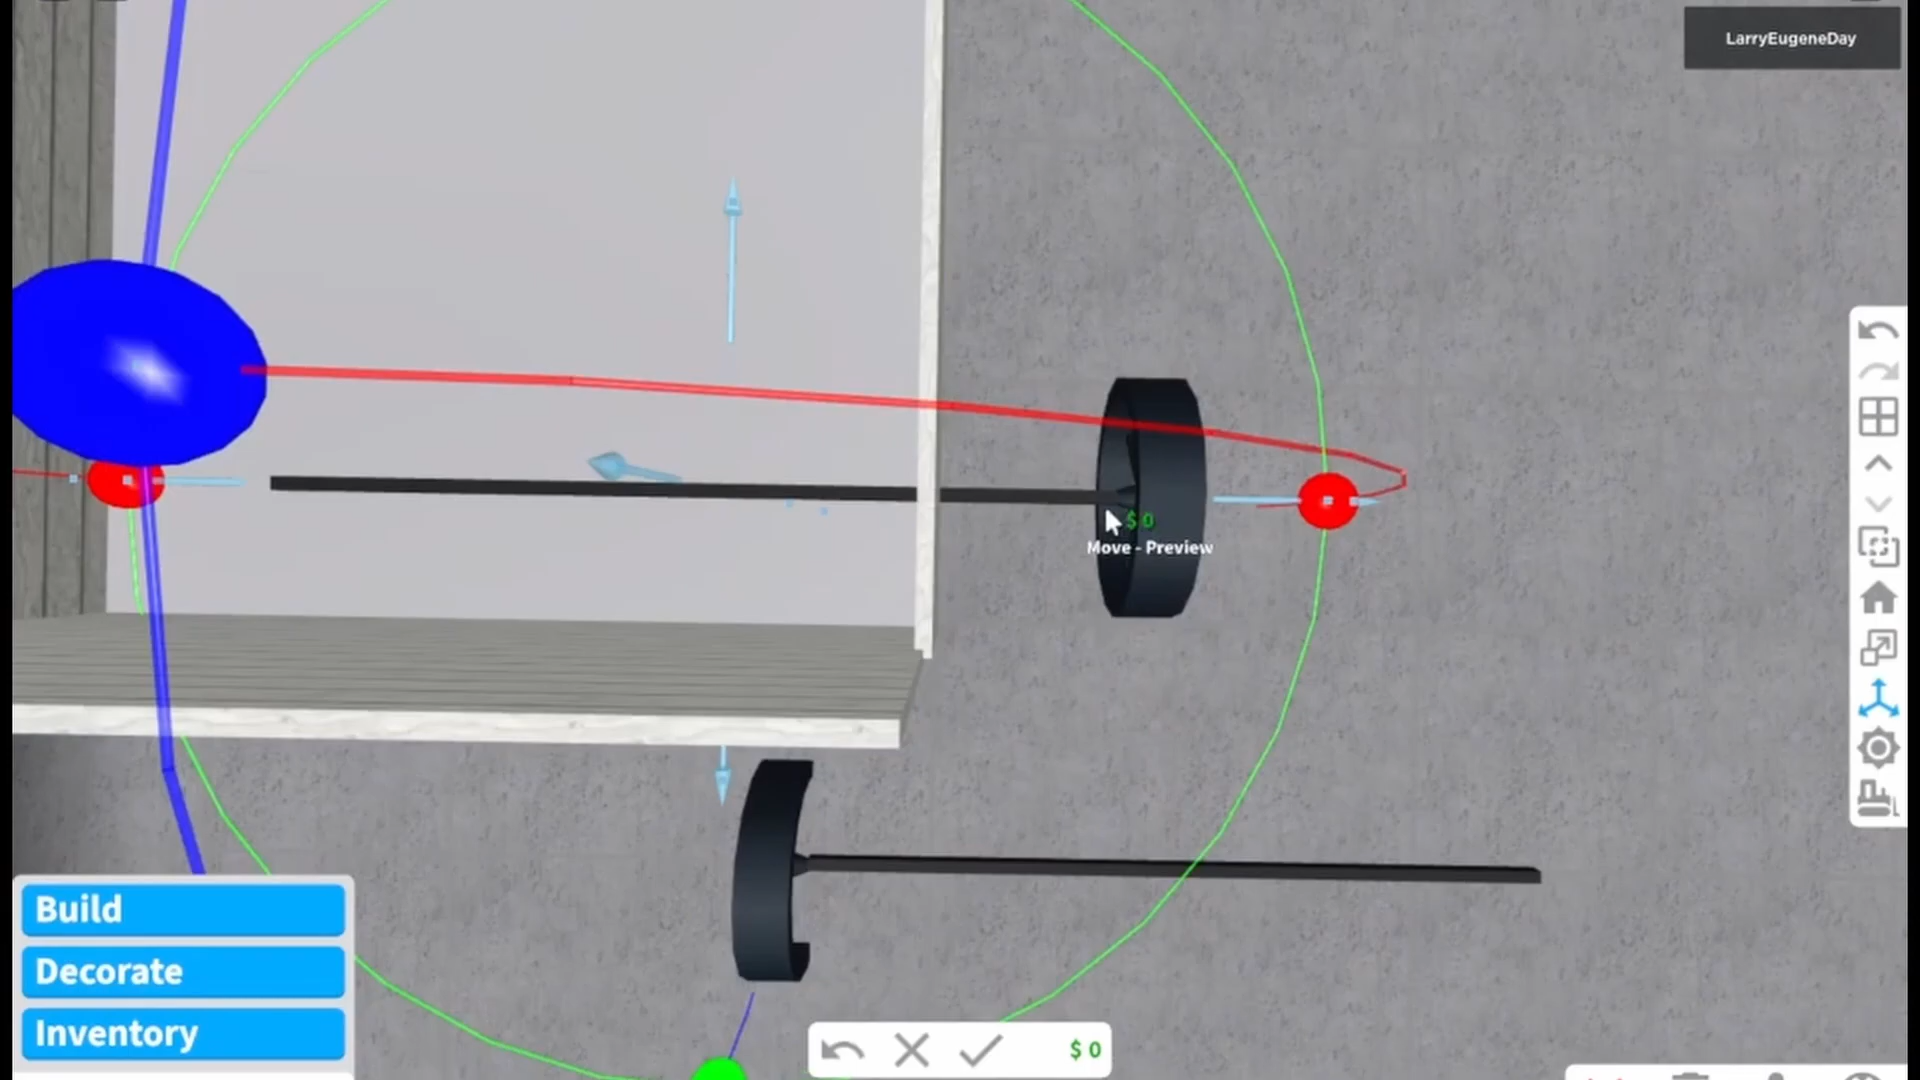 LarryEugeneDay
$ 0
Move - Preview
Build
Decorate
Inventory
$ 0